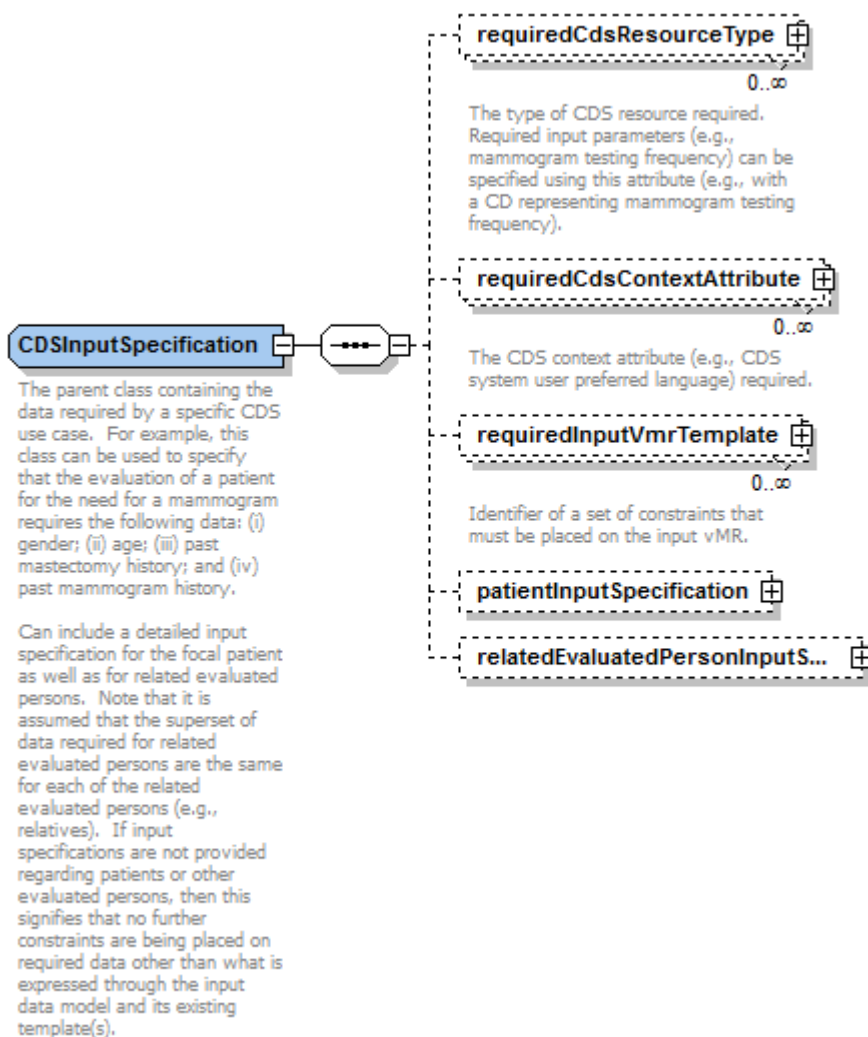 requiredCdsResourceType
0..∞
The type of CDS resource required.
Required input parameters (e.g.,
mammogram testing frequency) can be
specified using this attribute (e.g., with
a CD representing mammogram testing
frequency).
requiredCdsContextAttribute
0..∞
The CDS context attribute (e.g., CDS
system user preferred language) required.
CDSInputSpecification
The parent class containing the
data required by a specific CDS
use case.  For example, this
class can be used to specify
that the evaluation of a patient
for the need for a mammogram
requires the following data: (i)
gender; (ii) age; (iii) past
mastectomy history; and (iv)
past mammogram history.
Can include a detailed input
specification for the focal patient
as well as for related evaluated
persons.  Note that it is
assumed that the superset of
data required for related
evaluated persons are the same
for each of the related
evaluated persons (e.g.,
relatives).  If input
specifications are not provided
regarding patients or other
evaluated persons, then this
signifies that no further
constraints are being placed on
required data other than what is
expressed through the input
data model and its existing
template(s).
requiredInputVmrTemplate
0..∞
Identifier of a set of constraints that
must be placed on the input vMR.
patientInputSpecification
relatedEvaluatedPersonInputS...